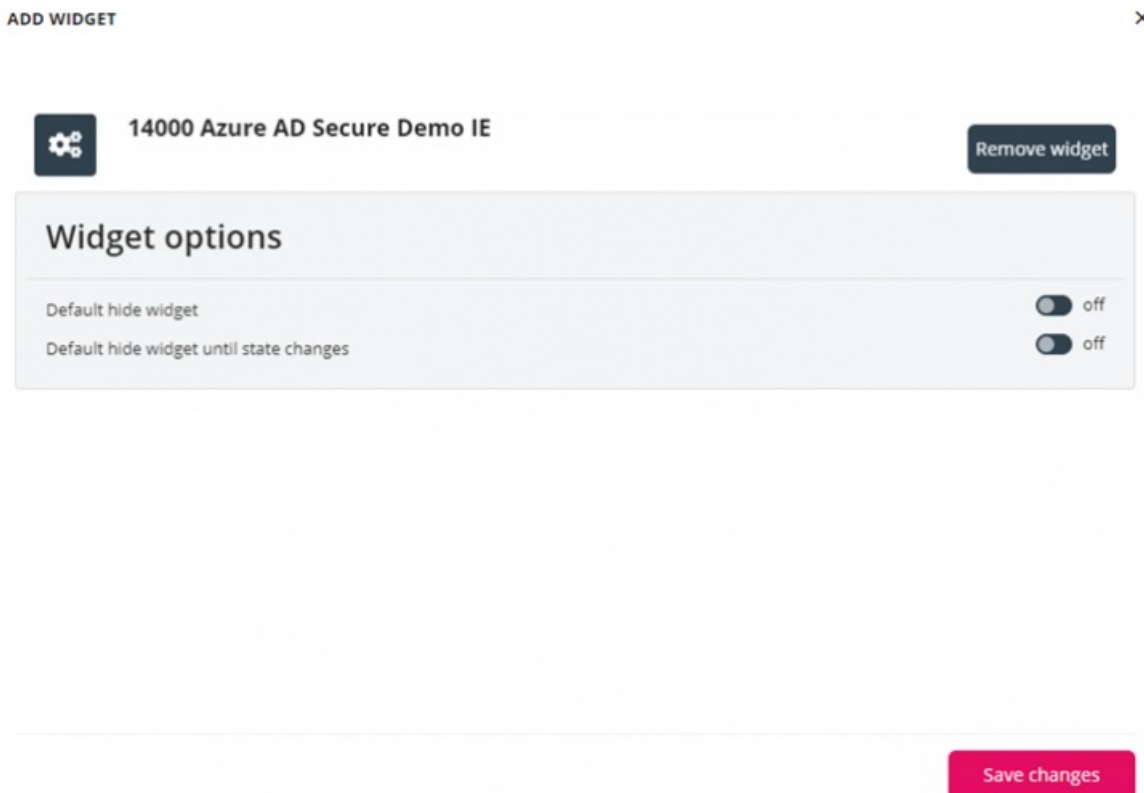 ADD WIDGET
14000 Azure AD Secure Demo IE
Remove widget
Widget options
Default hide widget
off
Default hide widget until state changes
off
Save changes